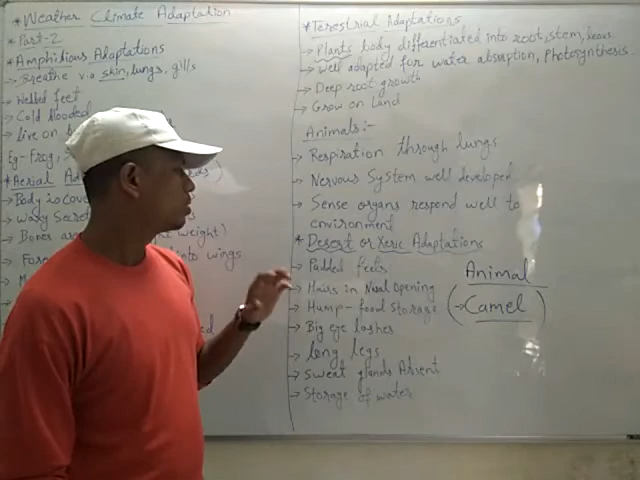 * Weather Climate Adaptation
* Part-2
* Amphibious Adaptations
→ Breathe via skin, lungs, gills
→ Webbed feet
→ Cold blooded
→ Live on
Eg- Frog,
* Aerial Ad
→ Body is cove
→ Waxy Secret
→ Bones are ht weight)
→ Fore into wings
* Terrestrial Adaptations
→ Plants body differentiated into root, stem, leaves.
→ Well adapted for water absorption, Photosynthesis.
→ Deep root growth
→ Grow on Land
Animals:-
→ Respiration through lungs
→ Nervous System well developed
→ Sense organs respond well to
environment
* Desert or Xeric Adaptations
→ Padded feets
→ Hairs in Nasal Opening
→ Hump- food Storage
→ Big eye lashes
→ long legs
→ Sweat glands Absent
→ Storage of water
Animal
(→ Camel)